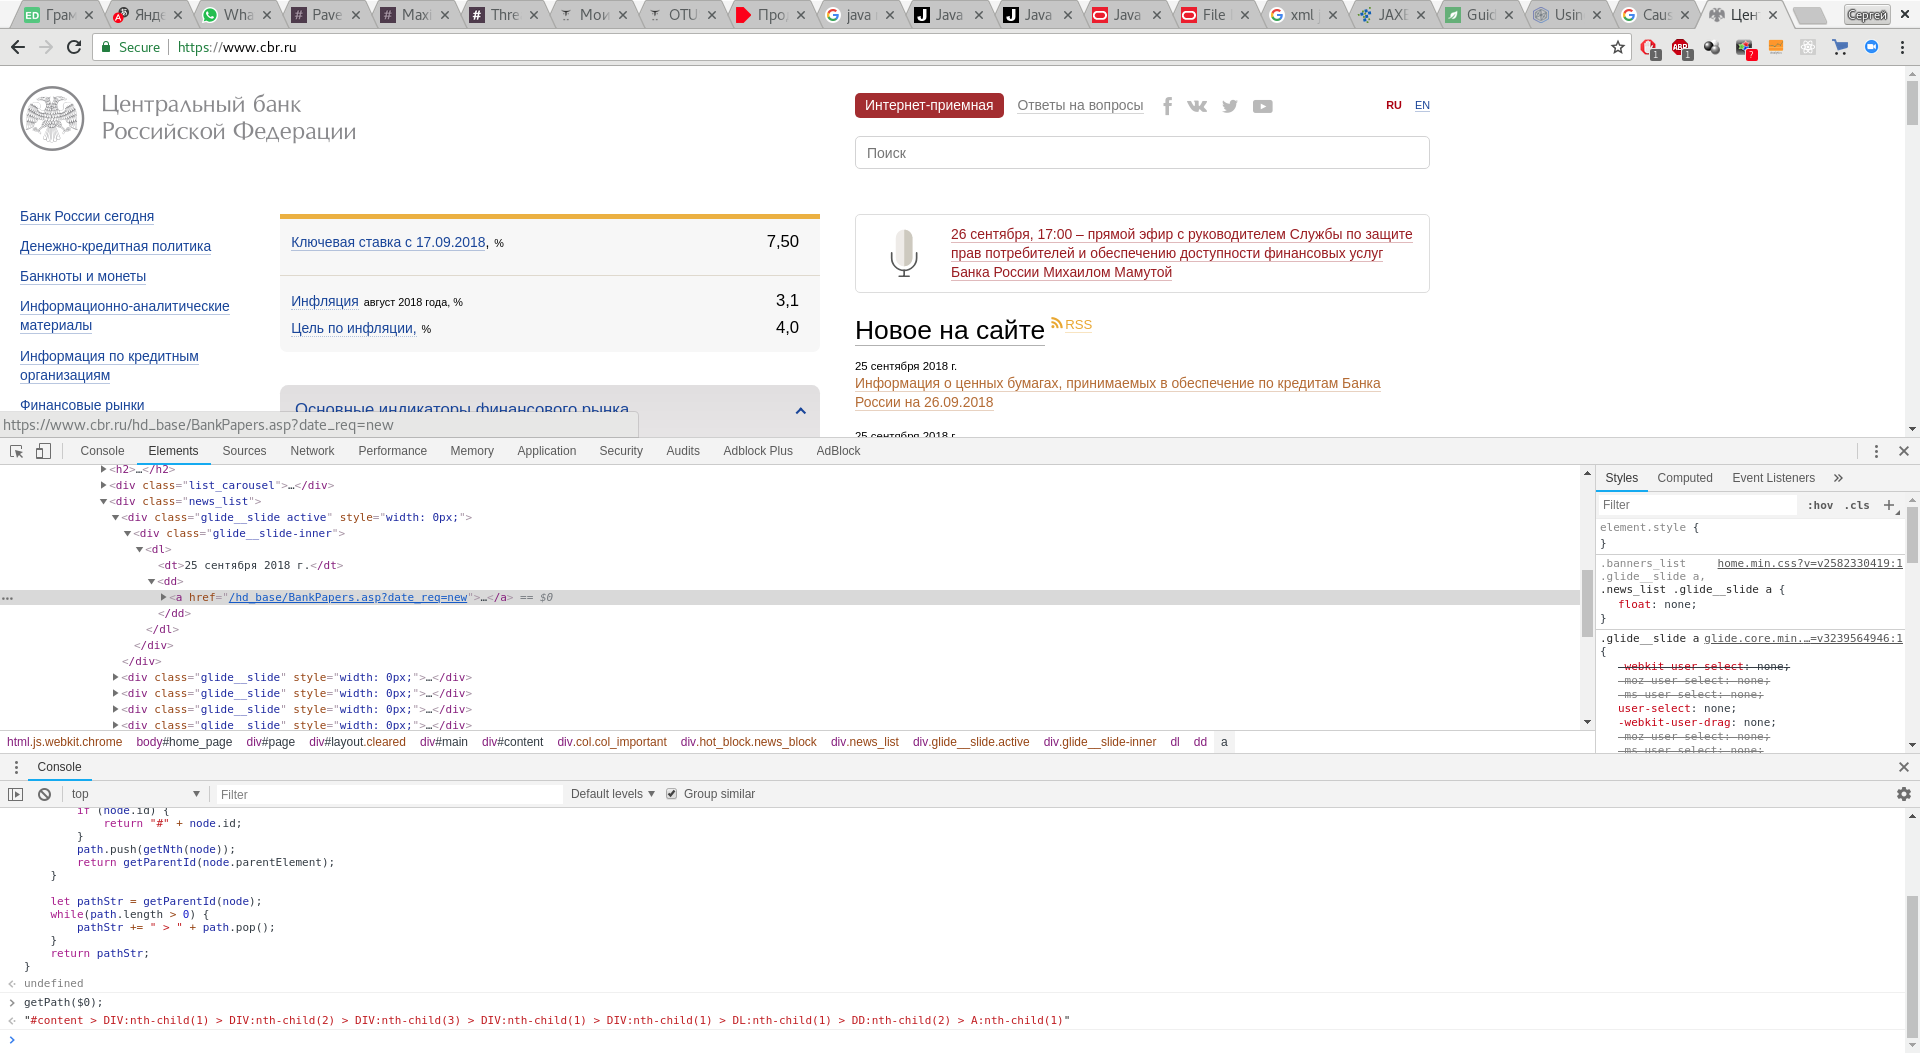 Грам Янде Wha Pave Maxi Thre Мои OTU Про java Java Java Java File xml JAXB Guid Usin Caus Цен Сергей
Secure https://www.cbr.ru
Центральный банк
Российской Федерации
Интернет-приемная Ответы на вопросы RU EN
Поиск
Банк России сегодня
Денежно-кредитная политика
Банкноты и монеты
Информационно-аналитические
материалы
Информация по кредитным
организациям
Финансовые рынки
Ключевая ставка с 17.09.2018, % 7,50
Инфляция август 2018 года, % 3,1
Цель по инфляции, % 4,0
Основные индикаторы финансового рынка
26 сентября, 17:00 – прямой эфир с руководителем Службы по защите
прав потребителей и обеспечению доступности финансовых услуг
Банка России Михаилом Мамутой
Новое на сайте RSS
25 сентября 2018 г.
Информация о ценных бумагах, принимаемых в обеспечение по кредитам Банка
России на 26.09.2018
25 сентября 2018 г.
https://www.cbr.ru/hd_base/BankPapers.asp?date_req=new
Console Elements Sources Network Performance Memory Application Security Audits Adblock Plus AdBlock
<h2>…</h2>
<div class="list_carousel">…</div>
<div class="news_list">
<div class="glide__slide active" style="width: 0px;">
<div class="glide__slide-inner">
<dl>
<dt>25 сентября 2018 г.</dt>
<dd>
<a href="/hd_base/BankPapers.asp?date_req=new">…</a> == $0
</dd>
</dl>
</div>
</div>
<div class="glide__slide" style="width: 0px;">…</div>
<div class="glide__slide" style="width: 0px;">…</div>
<div class="glide__slide" style="width: 0px;">…</div>
<div class="glide__slide" style="width: 0px;">…</div>
html.js.webkit.chrome body#home_page div#page div#layout.cleared div#main div#content div.col.col_important div.hot_block.news_block div.news_list div.glide__slide.active div.glide__slide-inner dl dd a
Styles Computed Event Listeners »
Filter :hov .cls +
element.style {
}
.banners_list home.min.css?v=v2582330419:1
.glide__slide a,
.news_list .glide__slide a {
float: none;
}
.glide__slide a glide.core.min.…=v3239564946:1
{
-webkit-user-select: none;
-moz-user-select: none;
-ms-user-select: none;
user-select: none;
-webkit-user-drag: none;
-moz-user-select: none;
-ms-user-select: none;
Console
top Filter Default levels Group similar
if (node.id) {
return "#" + node.id;
}
path.push(getNth(node));
return getParentId(node.parentElement);
}
let pathStr = getParentId(node);
while(path.length > 0) {
pathStr += " > " + path.pop();
}
return pathStr;
}
undefined
getPath($0);
"#content > DIV:nth-child(1) > DIV:nth-child(2) > DIV:nth-child(3) > DIV:nth-child(1) > DIV:nth-child(1) > DL:nth-child(1) > DD:nth-child(2) > A:nth-child(1)"